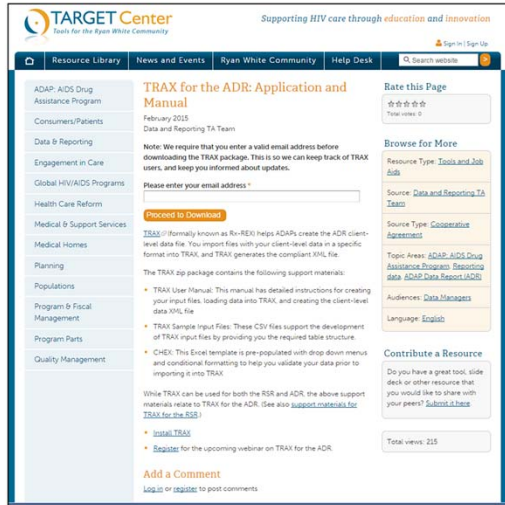 TARGET Center
Tools for the Ryan White Community
Supporting HIV care through education and innovation
Sign In | Sign Up
Resource Library
News and Events
Ryan White Community
Help Desk
Search website
ADAP: AIDS Drug
Assistance Program
Consumers/Patients
Data & Reporting
Engagement in Care
Global HIV/AIDS Programs
Health Care Reform
Medical & Support Services
Medical Homes
Planning
Populations
Program & Fiscal
Management
Program Parts
Quality Management
TRAX for the ADR: Application and
Manual
February 2015
Data and Reporting TA Team
Note: We require that you enter a valid email address before
downloading the TRAX package. This is so we can keep track of TRAX
users, and keep you informed about updates.
Please enter your email address *
Proceed to Download
TRAX (formally known as Rx-REX) helps ADAPs create the ADR client-
level data file. You import files with your client-level data in a specific
format into TRAX, and TRAX generates the compliant XML file.
The TRAX zip package contains the following support materials:
• TRAX User Manual: This manual has detailed instructions for creating
your input files, loading data into TRAX, and creating the client-level
data XML file
• TRAX Sample Input Files: These CSV files support the development
of TRAX input files by providing you the required table structure.
• CHEX: This Excel template is pre-populated with drop down menus
and conditional formatting to help you validate your data prior to
importing it into TRAX
While TRAX can be used for both the RSR and ADR, the above support
materials relate to TRAX for the ADR. (See also support materials for
TRAX for the RSR.)
• Install TRAX
• Register for the upcoming webinar on TRAX for the ADR.
Add a Comment
Log in or register to post comments
Rate this Page
Total votes: 0
Browse for More
Resource Type: Tools and Job
Aids
Source: Data and Reporting TA
Team
Source Type: Cooperative
Agreement
Topic Areas: ADAP: AIDS Drug
Assistance Program, Reporting
data, ADAP Data Report (ADR)
Audiences: Data Managers
Language: English
Contribute a Resource
Do you have a great tool, slide
deck or other resource that
you would like to share with
your peers? Submit it here.
Total views: 215